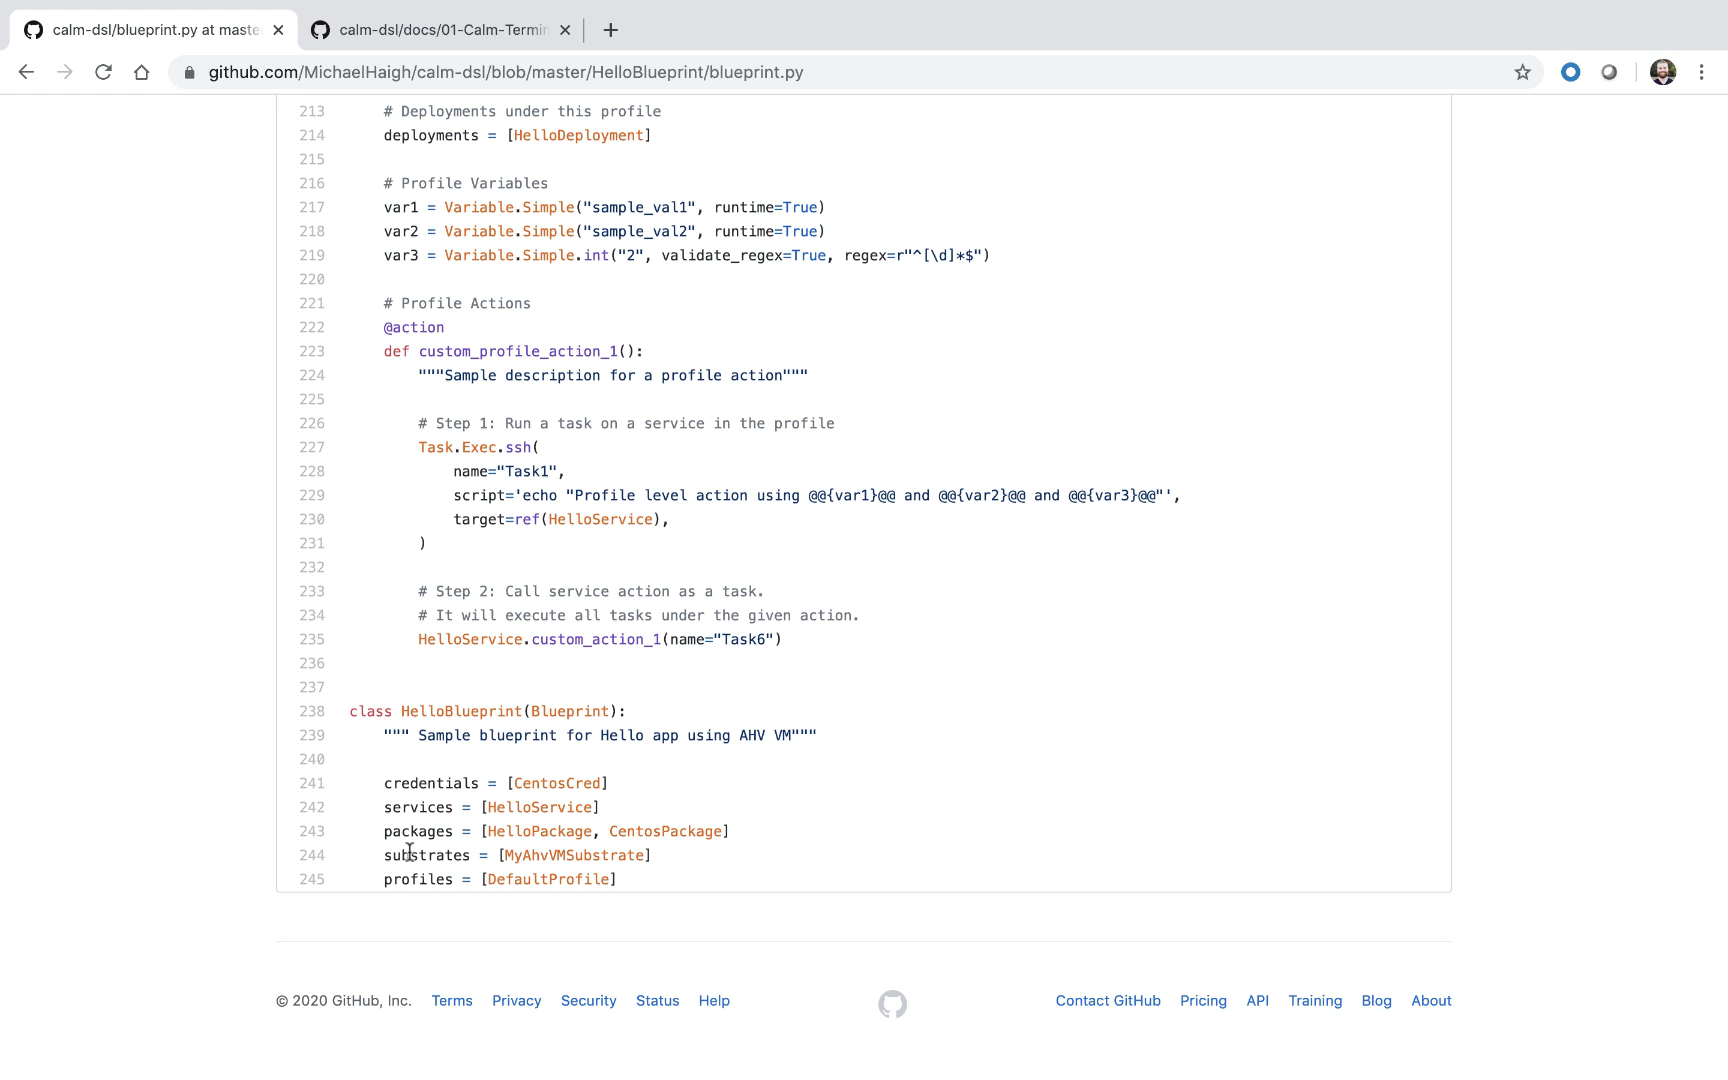 calm-dsl/blueprint.py at maste
calm-dsl/docs/01-Calm-Termin
github.com/MichaelHaigh/calm-dsl/blob/master/HelloBlueprint/blueprint.py
213 # Deployments under this profile
214 deployments = [HelloDeployment]
215
216 # Profile Variables
217 var1 = Variable.Simple("sample_val1", runtime=True)
218 var2 = Variable.Simple("sample_val2", runtime=True)
219 var3 = Variable.Simple.int("2", validate_regex=True, regex=r"^[\d]*$")
220
221 # Profile Actions
222 @action
223 def custom_profile_action_1():
224 """Sample description for a profile action"""
225
226 # Step 1: Run a task on a service in the profile
227 Task.Exec.ssh(
228 name="Task1",
229 script='echo "Profile level action using @@{var1}@@ and @@{var2}@@ and @@{var3}@@"',
230 target=ref(HelloService),
231 )
232
233 # Step 2: Call service action as a task.
234 # It will execute all tasks under the given action.
235 HelloService.custom_action_1(name="Task6")
236
237
238 class HelloBlueprint(Blueprint):
239 """ Sample blueprint for Hello app using AHV VM"""
240
241 credentials = [CentosCred]
242 services = [HelloService]
243 packages = [HelloPackage, CentosPackage]
244 substrates = [MyAhvVMSubstrate]
245 profiles = [DefaultProfile]
© 2020 GitHub, Inc. Terms Privacy Security Status Help Contact GitHub Pricing API Training Blog About